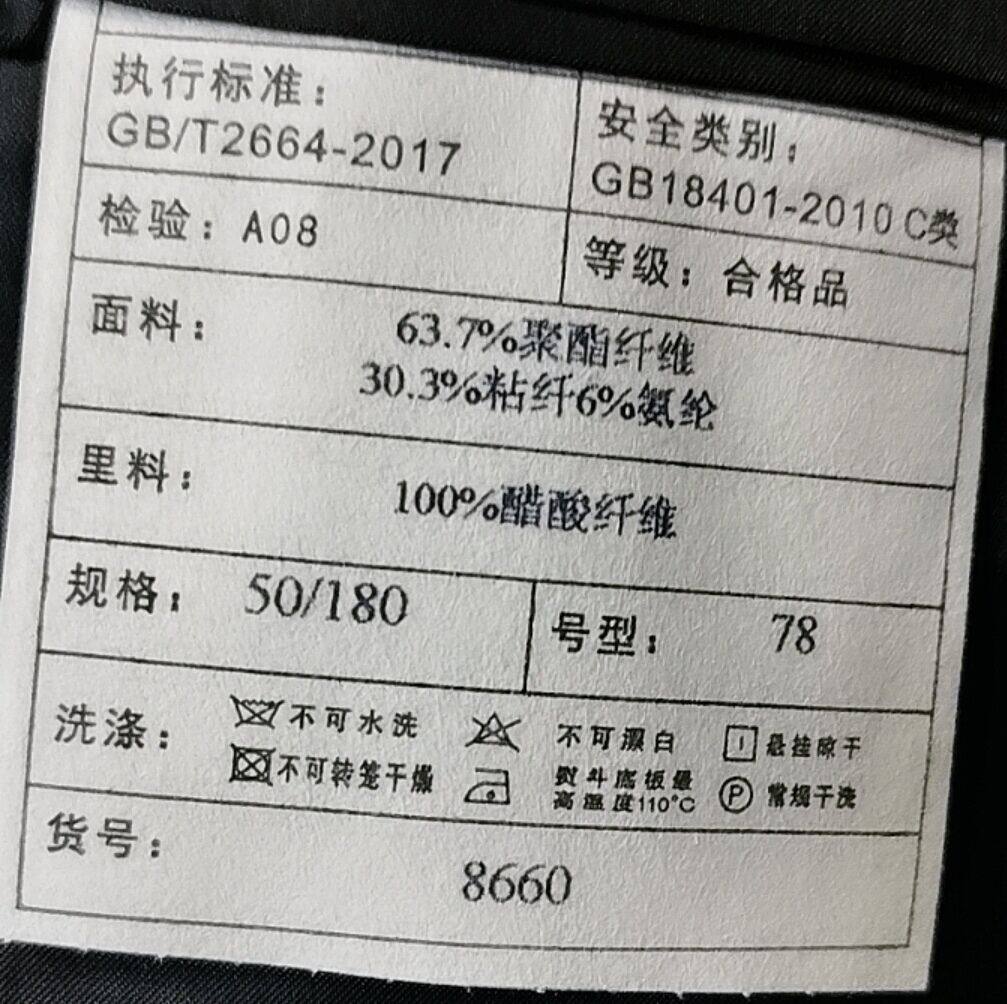 执行标准：
GB/T2664-2017
安全类别：
GB18401-2010 C类
检验：A08
等级：合格品
面料：
63.7%聚酯纤维
30.3%粘纤6%氨纶
里料：
100%醋酸纤维
规格：50/180
号型：78
洗涤：
不可水洗
不可漂白
悬挂晾干
不可转笼干燥
熨斗底板最
高温度110°C
P
常规干洗
货号：
8660